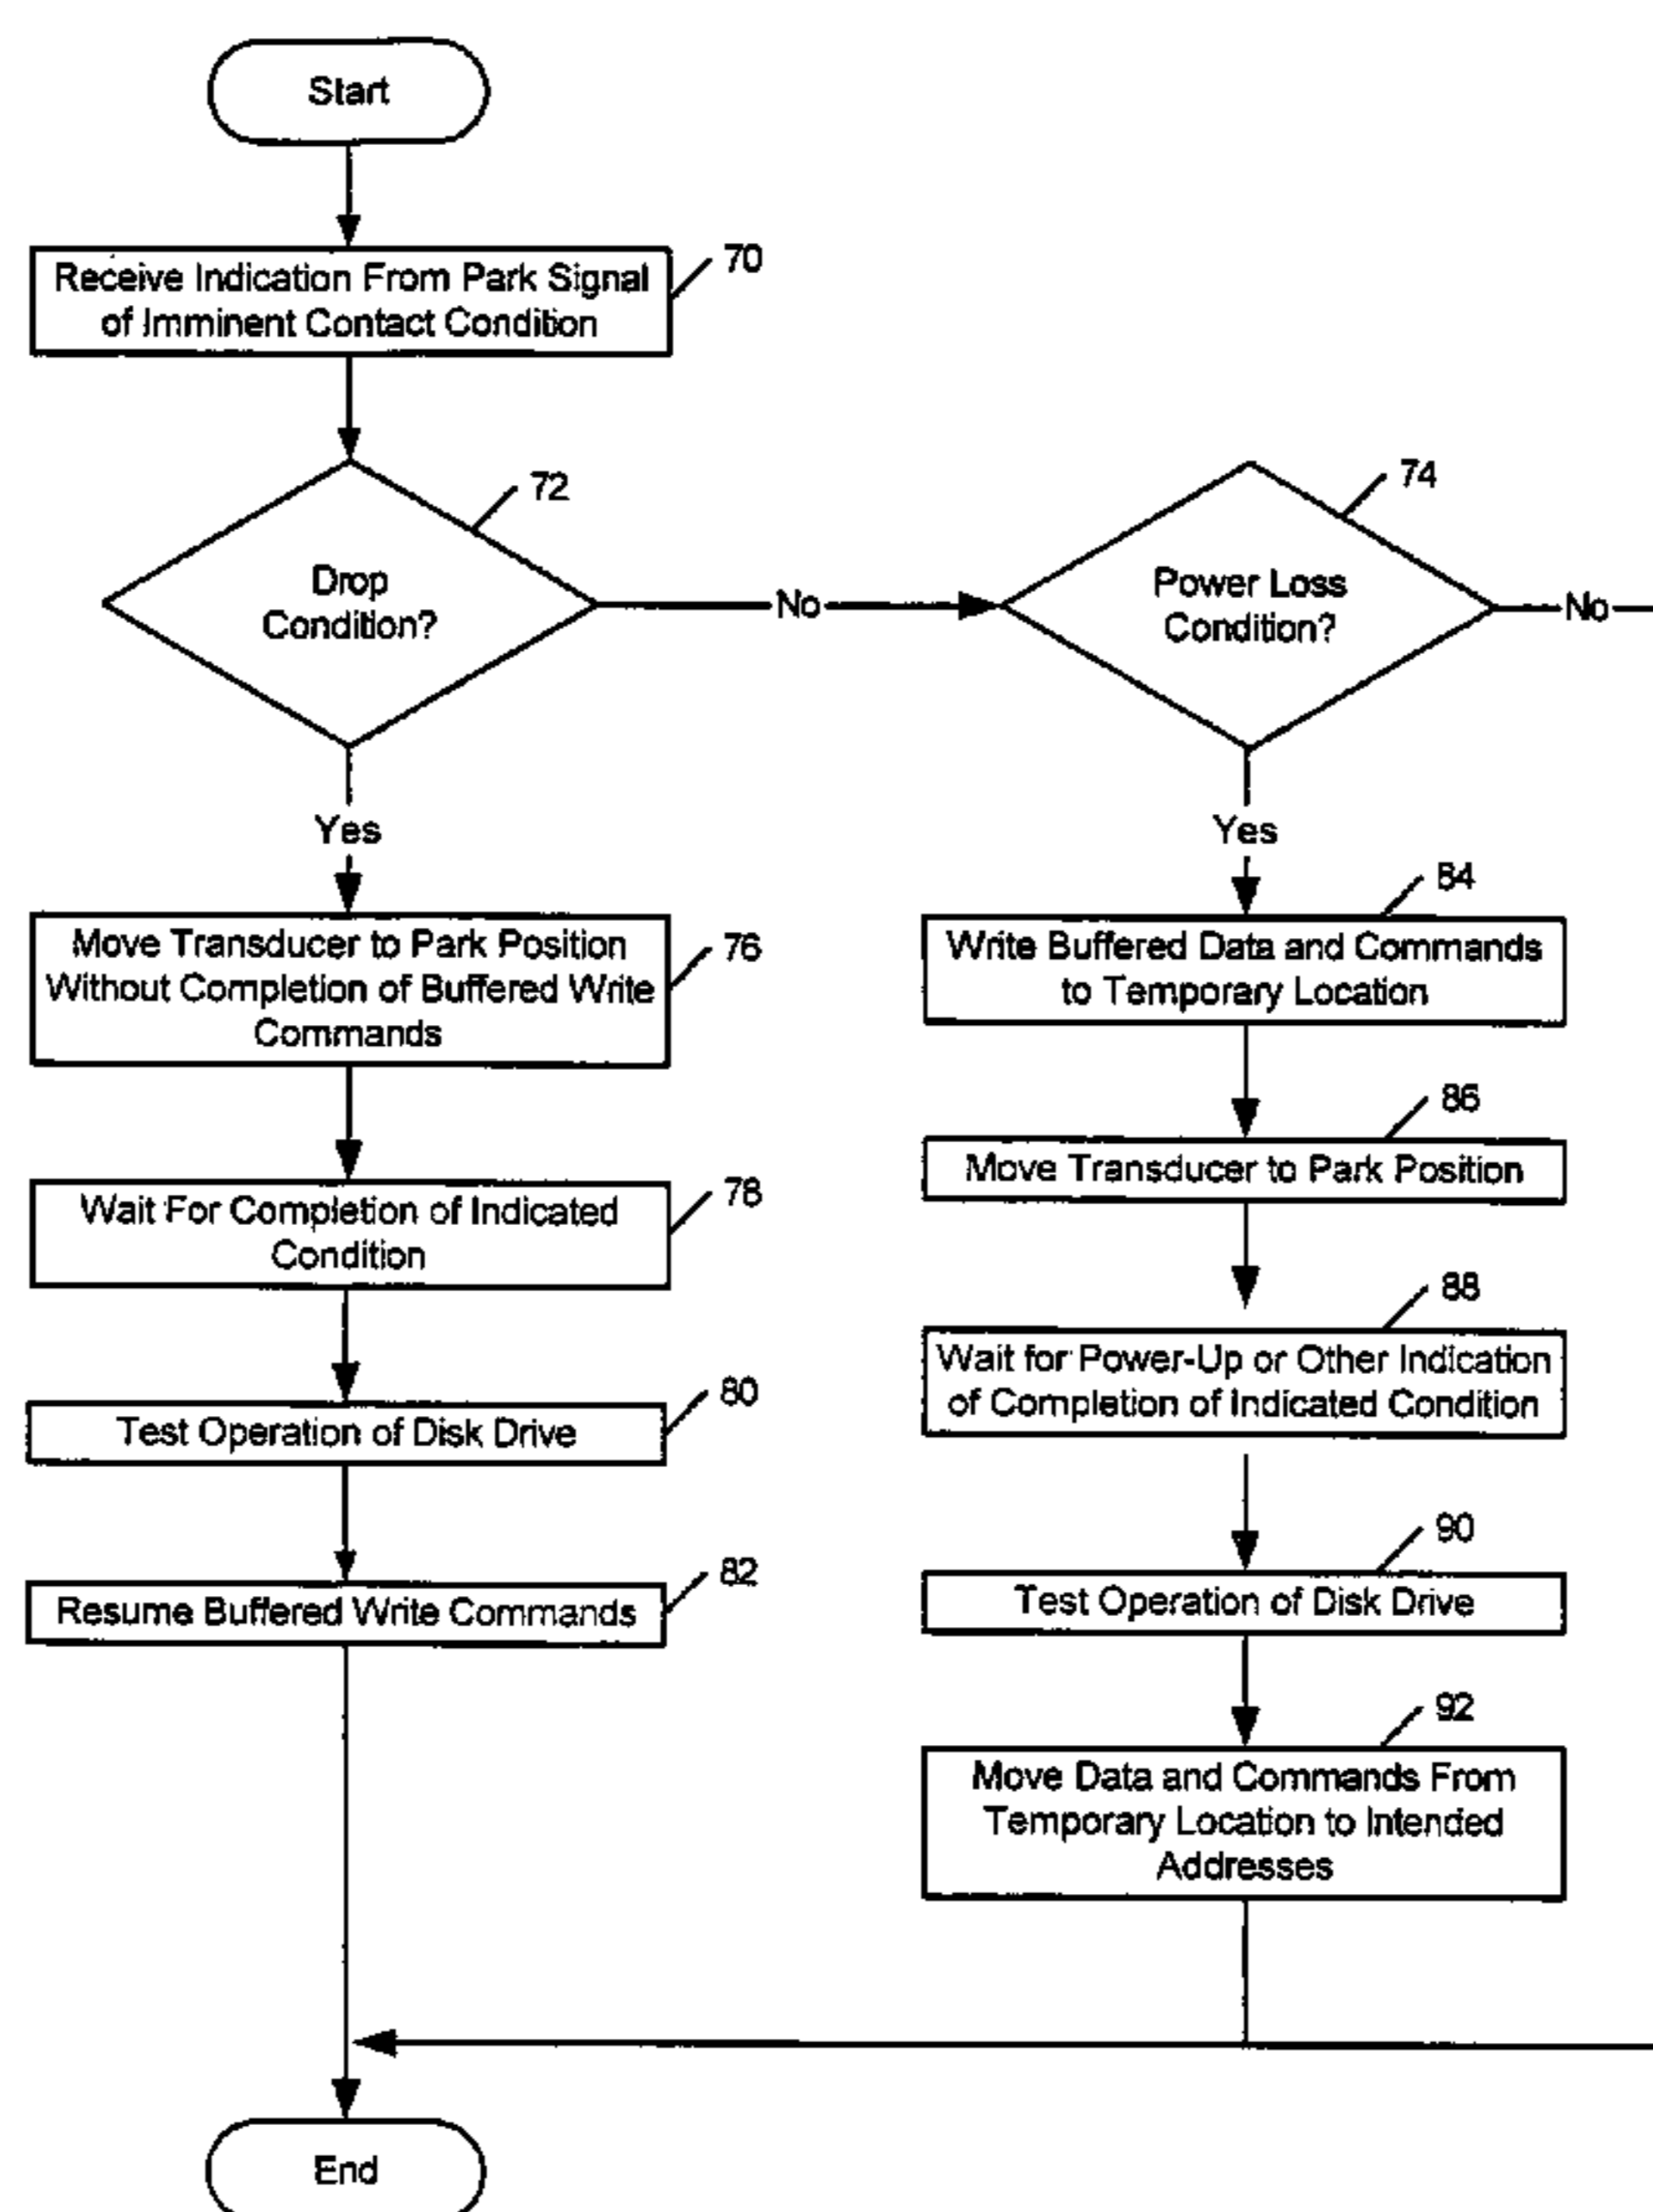 Start
Receive Indication From Park Signal
of Imminent Contact Condition
70
Drop
Condition?
72
No
Power Loss
Condition?
74
No
Yes
Move Transducer to Park Position
Without Completion of Buffered Write
Commands
76
Wait For Completion of Indicated
Condition
78
Test Operation of Disk Drive
80
Resume Buffered Write Commands
82
Yes
84
Write Buffered Data and Commands
to Temporary Location
86
Move Transducer to Park Position
88
Wait for Power-Up or Other Indication
of Completion of Indicated Condition
90
Test Operation of Disk Drive
92
Move Data and Commands From
Temporary Location to Intended
Addresses
End